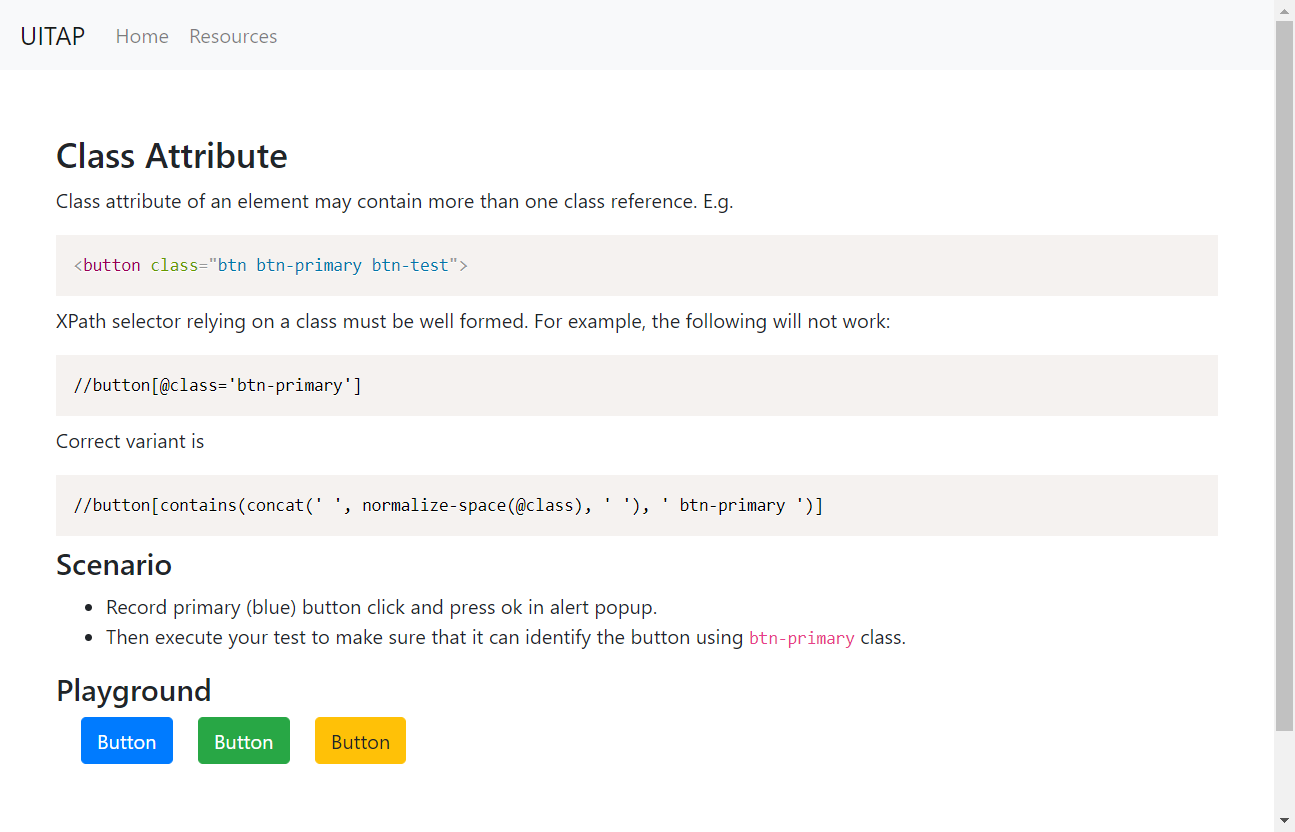 UITAP Home Resources
Class Attribute
Class attribute of an element may contain more than one class reference. E.g.
<button class="btn btn-primary btn-test">
XPath selector relying on a class must be well formed. For example, the following will not work:
//button[@class='btn-primary']
Correct variant is
//button[contains(concat(' ', normalize-space(@class), ' '), ' btn-primary ')]
Scenario
Record primary (blue) button click and press ok in alert popup.
Then execute your test to make sure that it can identify the button using btn-primary class.
Playground
Button Button Button